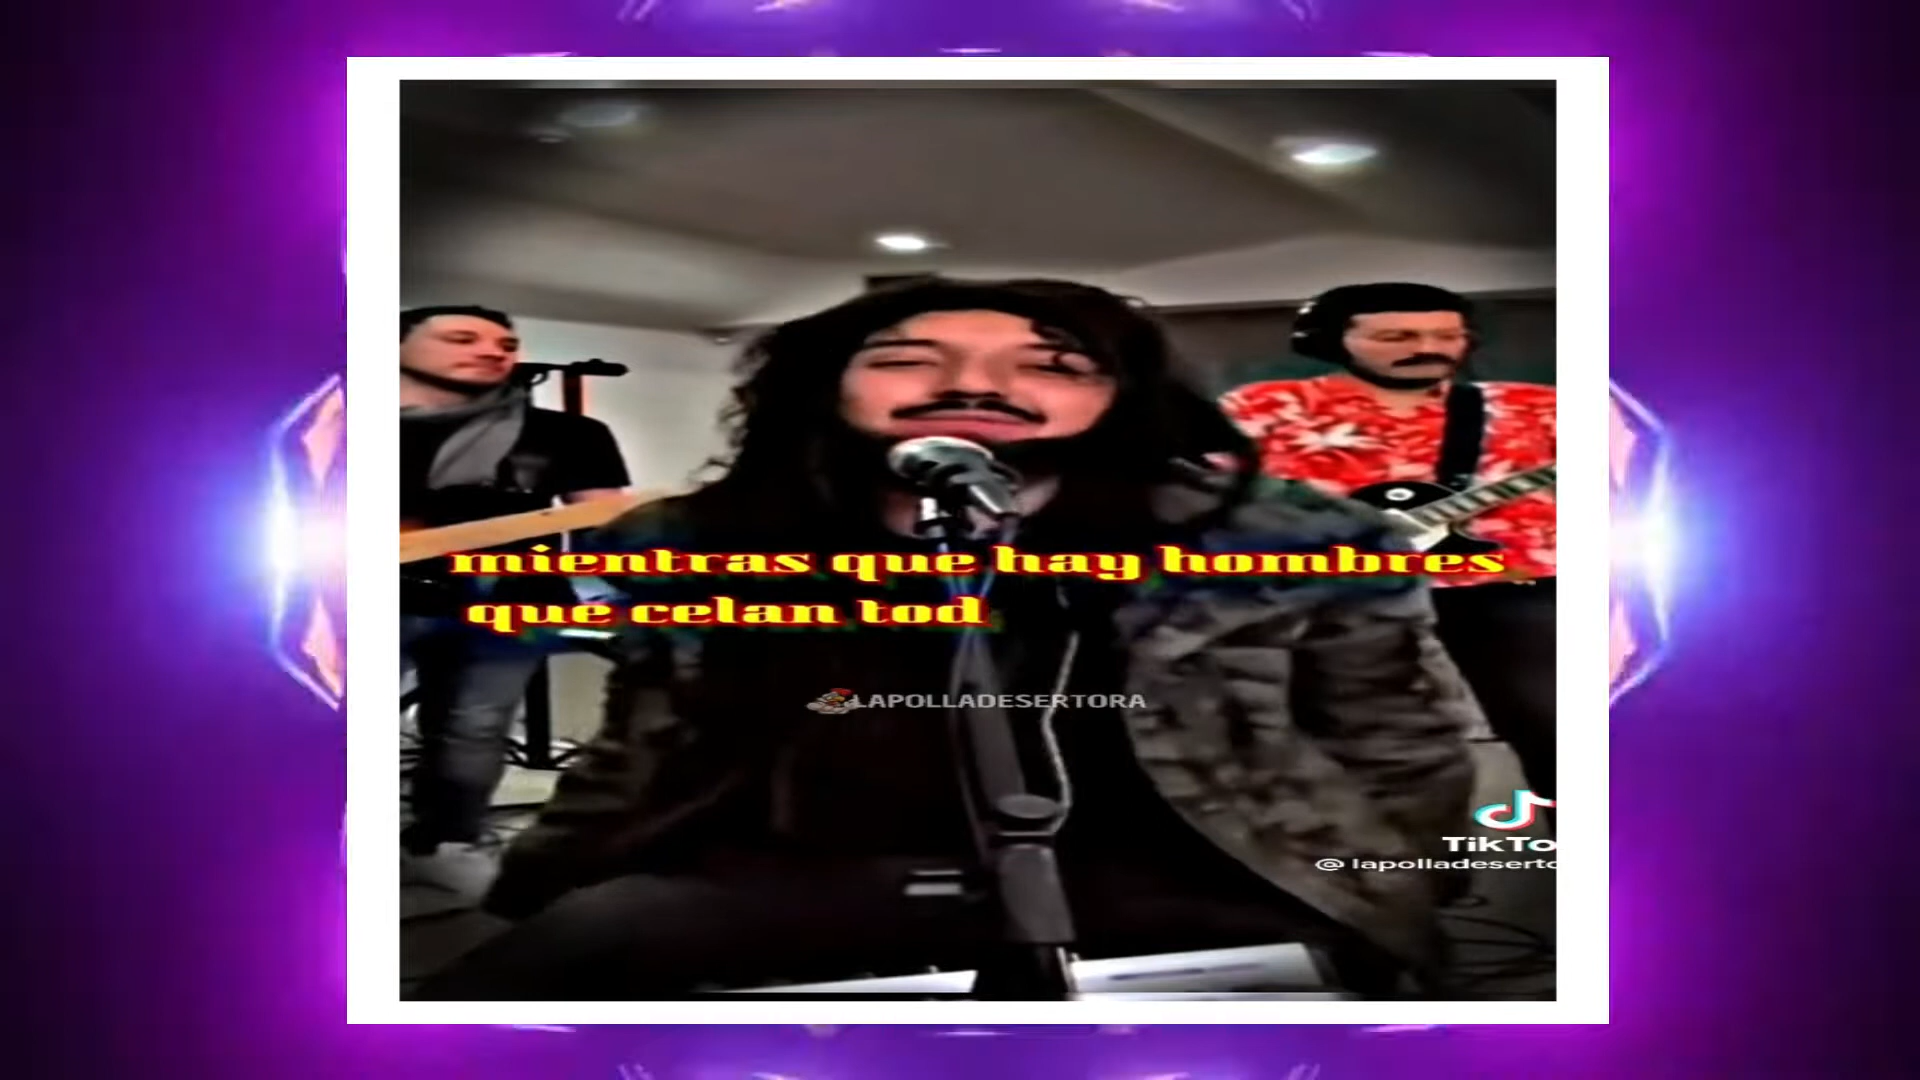 mientras que hay hombres
que celan tod
LAPOLLADESERTORA
TikTo
@ lapolladeserto